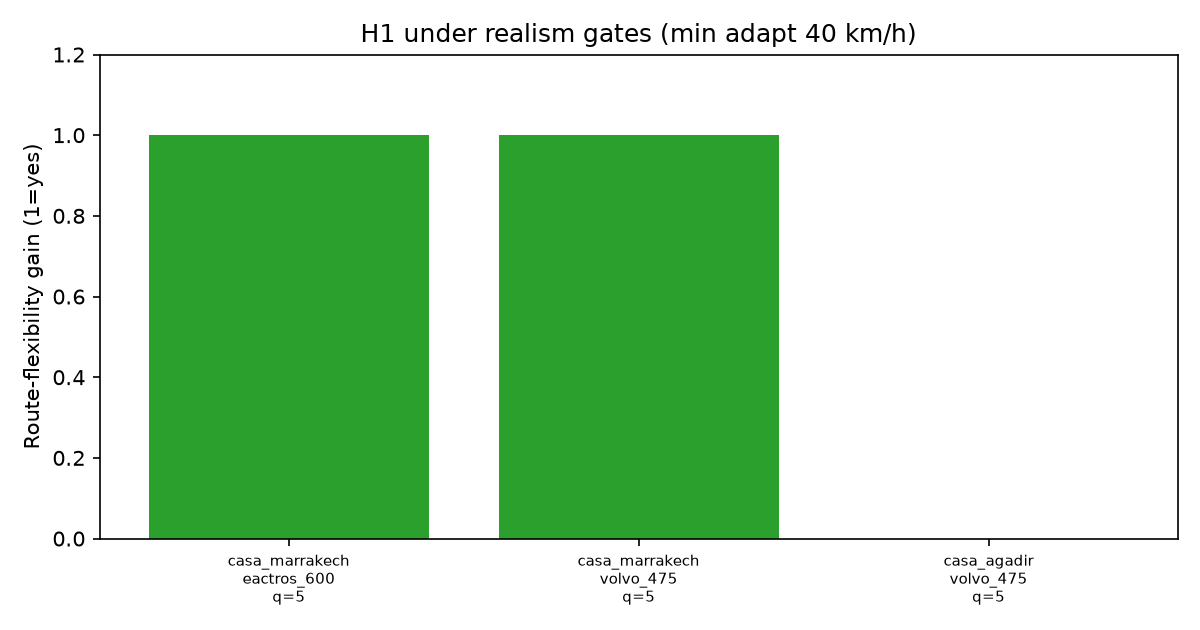 H1 under realism gates (min adapt 40 km/h)
Route-flexibility gain (1=yes)
1.2
1.0
0.8
0.6
0.4
0.2
0.0
casa_marrakech
eactros_600
q=5
casa_marrakech
volvo_475
q=5
casa_agadir
volvo_475
q=5